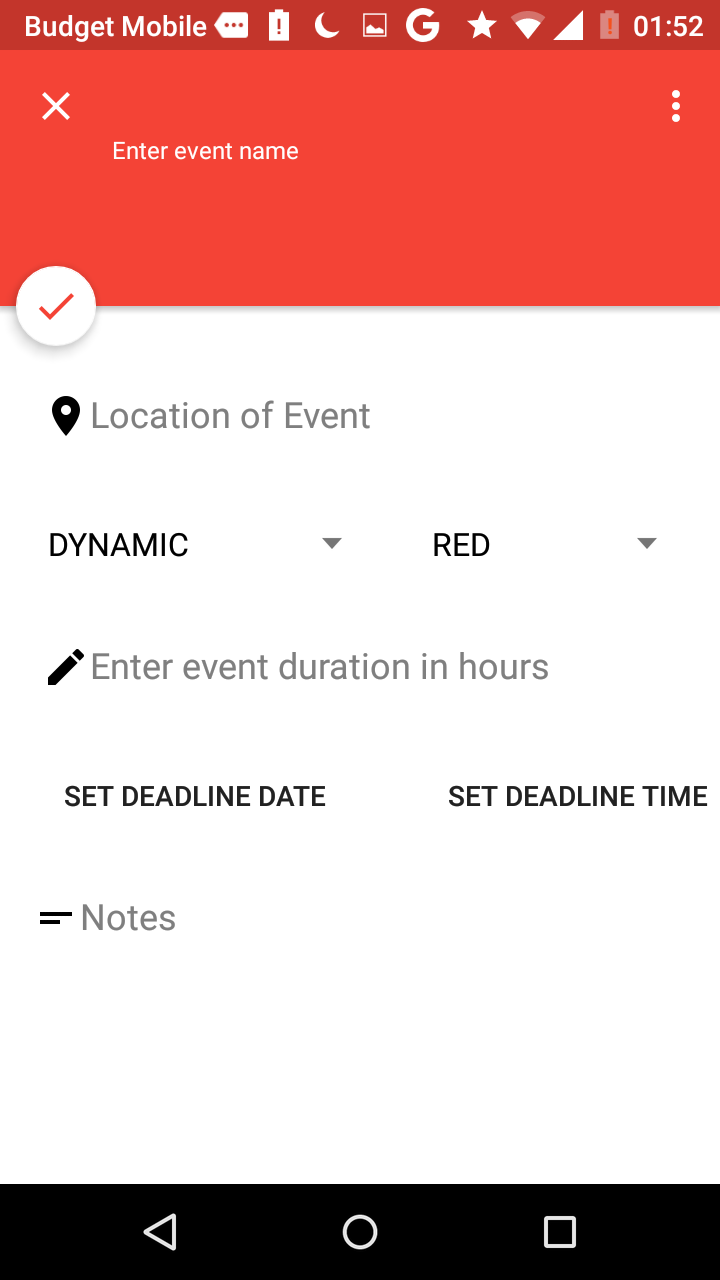 Budget Mobile 01:52
Enter event name
Location of Event
DYNAMIC RED
Enter event duration in hours
SET DEADLINE DATE SET DEADLINE TIME
Notes